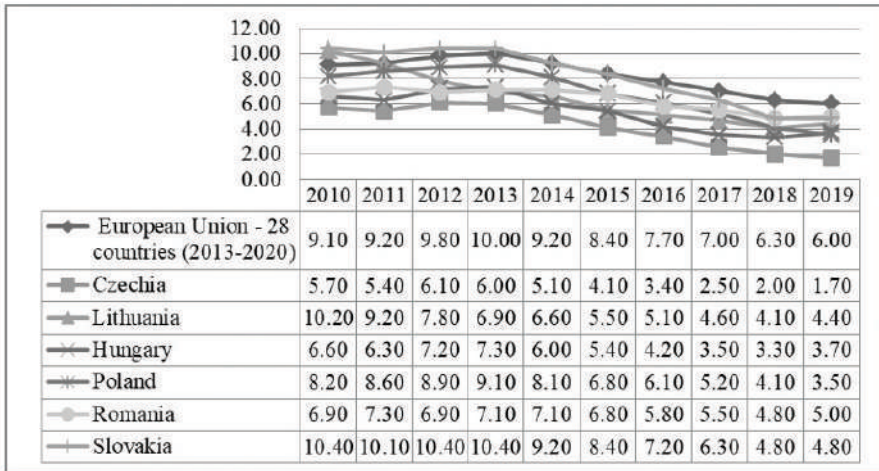 12.00
10.00
8.00
6.00
4.00
2.00
0.00
2010 2011 2012 2013 2014 2015 2016 2017 2018 2019
European Union - 28
countries (2013-2020) 9.10 9.20 9.80 10.00 9.20 8.40 7.70 7.00 6.30 6.00
Czechia 5.70 5.40 6.10 6.00 5.10 4.10 3.40 2.50 2.00 1.70
Lithuania 10.20 9.20 7.80 6.90 6.60 5.50 5.10 4.60 4.10 4.40
Hungary 6.60 6.30 7.20 7.30 6.00 5.40 4.20 3.50 3.30 3.70
Poland 8.20 8.60 8.90 9.10 8.10 6.80 6.10 5.20 4.10 3.50
Romania 6.90 7.30 6.90 7.10 7.10 6.80 5.80 5.50 4.80 5.00
Slovakia 10.40 10.10 10.40 10.40 9.20 8.40 7.20 6.30 4.80 4.80